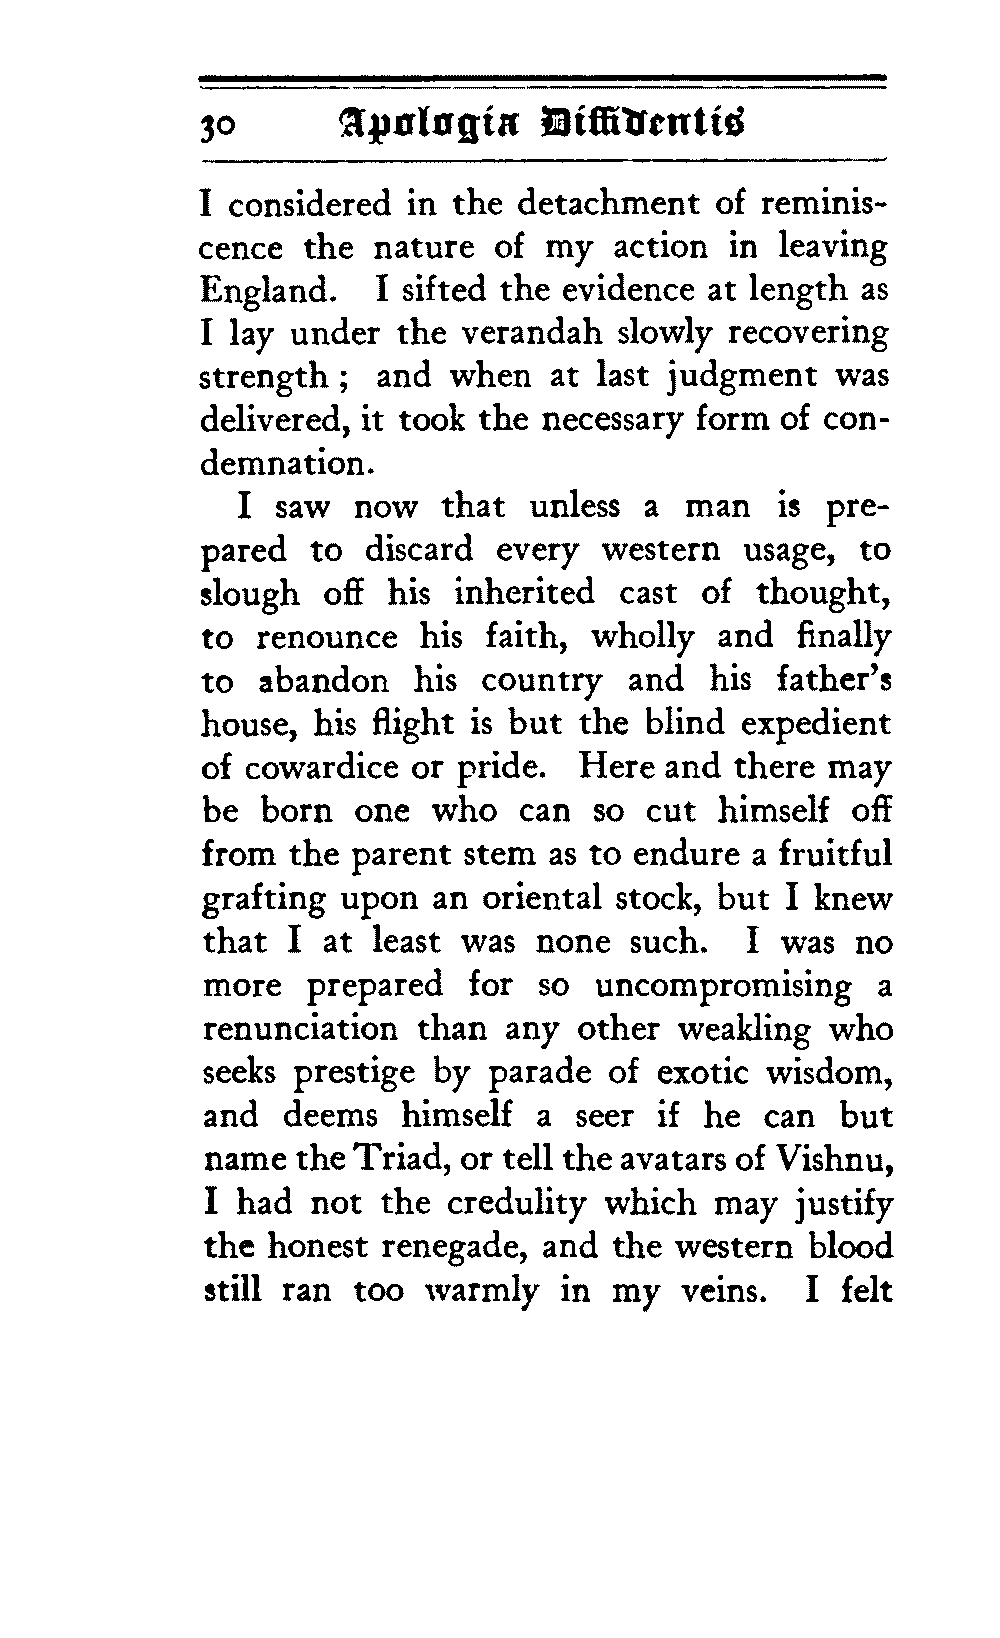 30 Apologia Diffidentis
I considered in the detachment of reminis-
cence the nature of my action in leaving
England. I sifted the evidence at length as
I lay under the verandah slowly recovering
strength ; and when at last judgment was
delivered, it took the necessary form of con-
demnation.
I saw now that unless a man is pre-
pared to discard every western usage, to
slough off his inherited cast of thought,
to renounce his faith, wholly and finally
to abandon his country and his father's
house, his flight is but the blind expedient
of cowardice or pride. Here and there may
be born one who can so cut himself off
from the parent stem as to endure a fruitful
grafting upon an oriental stock, but I knew
that I at least was none such. I was no
more prepared for so uncompromising a
renunciation than any other weakling who
seeks prestige by parade of exotic wisdom,
and deems himself a seer if he can but
name the Triad, or tell the avatars of Vishnu,
I had not the credulity which may justify
the honest renegade, and the western blood
still ran too warmly in my veins. I felt